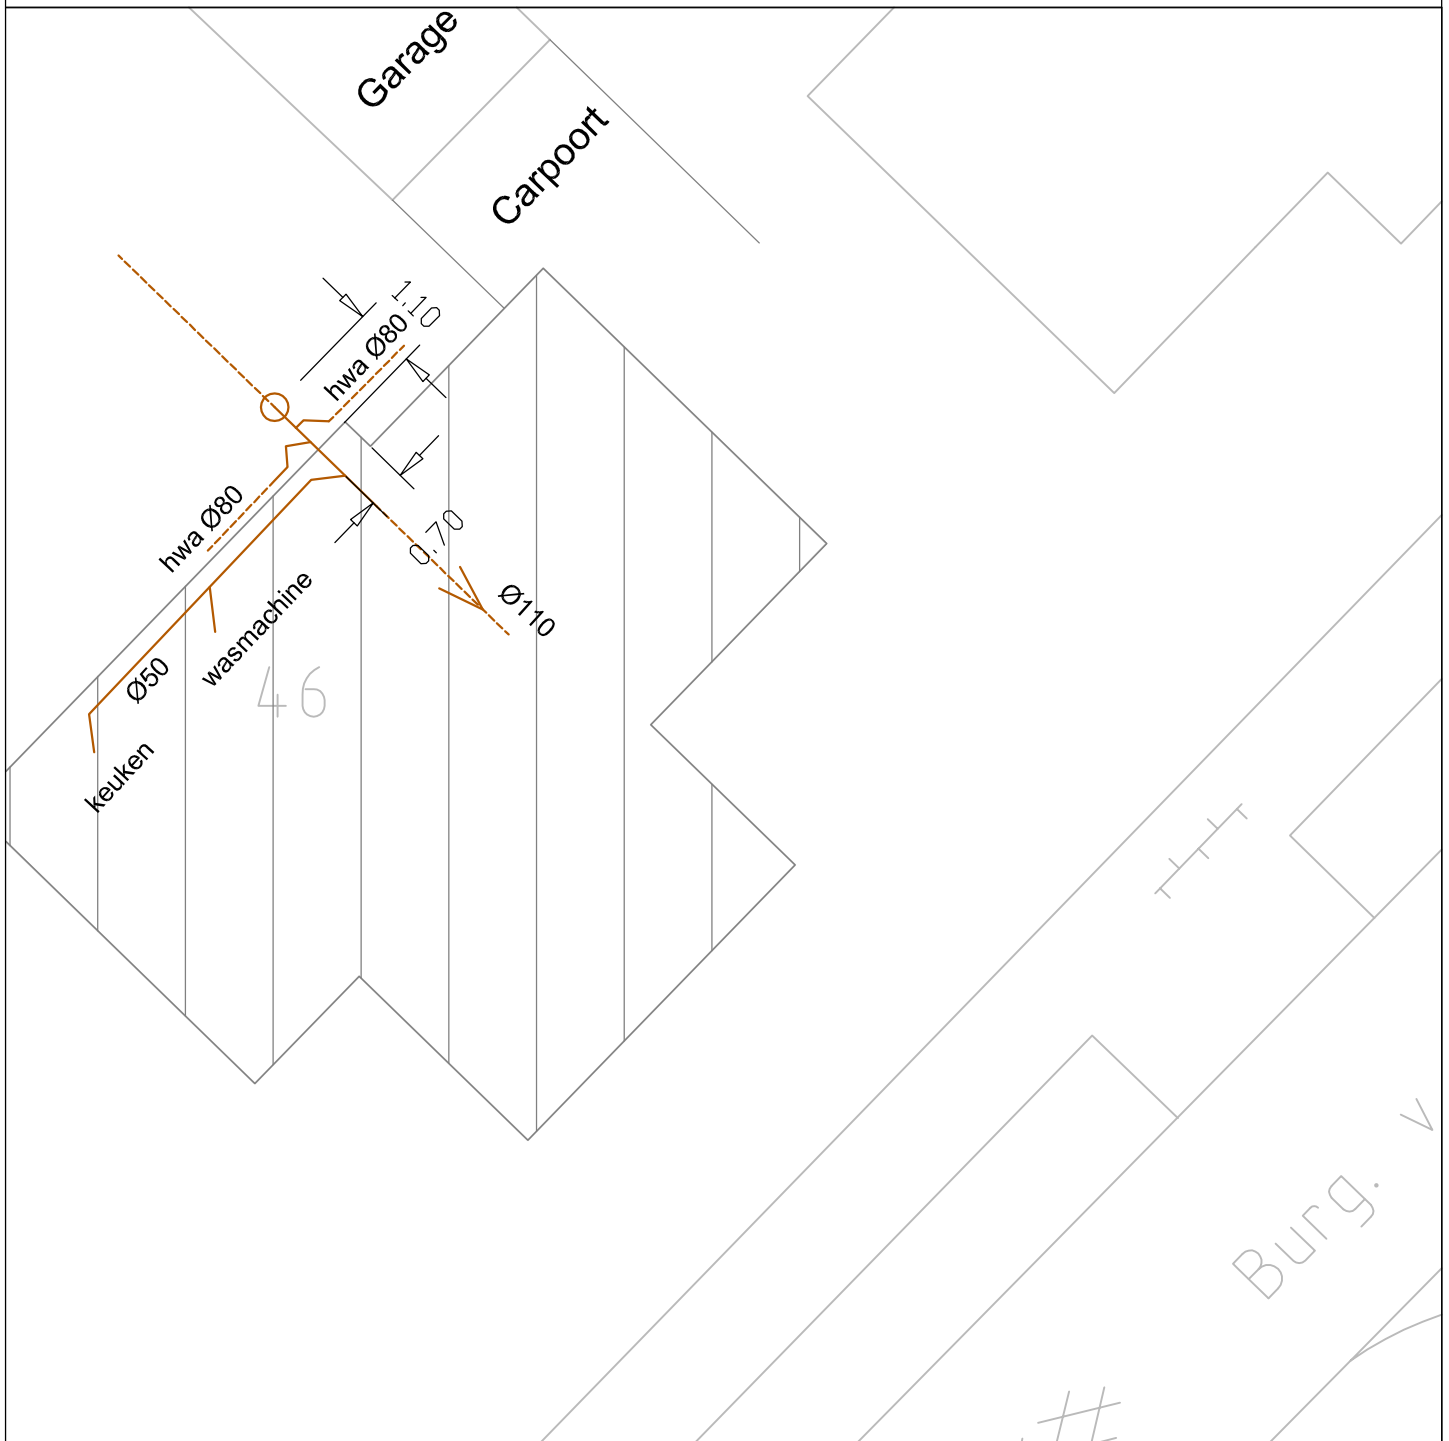 Garage
Carpoort
1.10
hwa Ø80
hwa Ø80
0.70
Ø110
wasmachine
Ø50
46
keuken
Burg. v